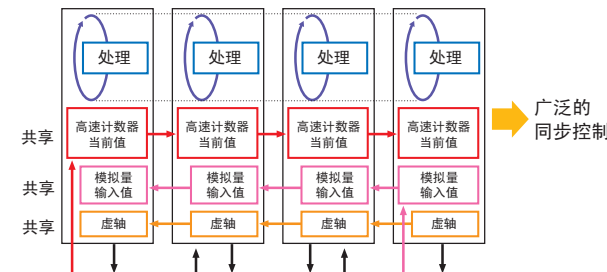 处理 处理 处理 处理
广泛的
同步控制
共享
高速计数器 高速计数器 高速计数器 高速计数器
当前值 当前值 当前值 当前值
共享
模拟量 模拟量 模拟量 模拟量
输入值 输入值 输入值 输入值
共享
虚轴 虚轴 虚轴 虚轴